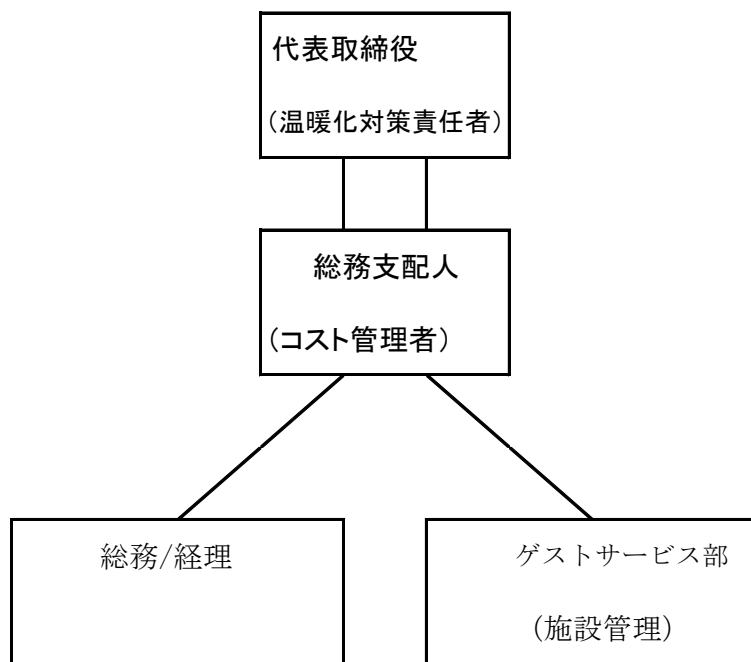 代表取締役
（温暖化対策責任者）
総務支配人
（コスト管理者）
総務/経理
ゲストサービス部
（施設管理）